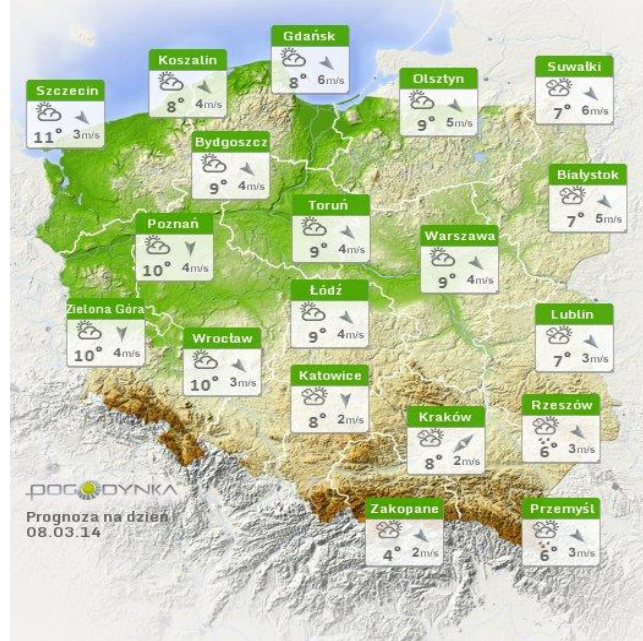 Gdańsk
8° 6m/s
Koszalin
8° 4m/s
Suwałki
7° 6m/s
Olsztyn
9° 5m/s
Szczecin
11° 3m/s
Bydgoszcz
9° 4m/s
Białystok
7° 5m/s
Toruń
9° 4m/s
Poznań
10° 4m/s
Warszawa
9° 4m/s
Łódź
9° 4m/s
Zielona Góra
10° 4m/s
Lublin
7° 3m/s
Wrocław
10° 3m/s
Katowice
8° 2m/s
Rzeszów
6° 3m/s
Kraków
8° 2m/s
POGODYNKA
Prognoza na dzień
08.03.14
Zakopane
4° 2m/s
Przemyśl
6° 3m/s